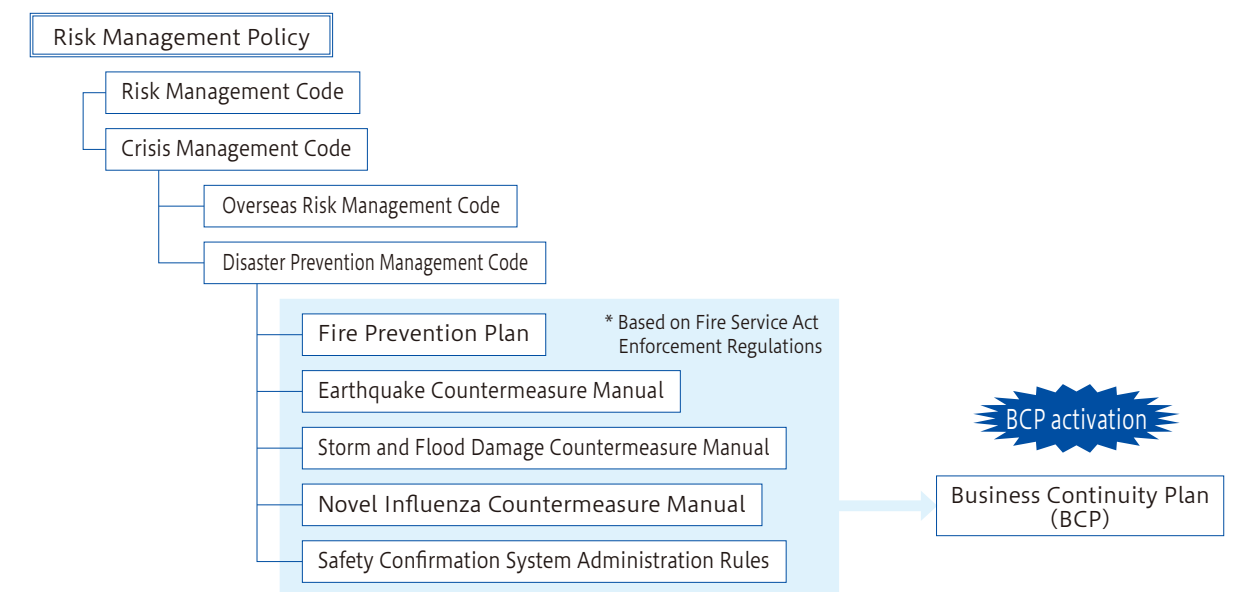 Risk Management Policy
Risk Management Code
Crisis Management Code
Overseas Risk Management Code
Disaster Prevention Management Code
Fire Prevention Plan
* Based on Fire Service Act
Enforcement Regulations
Earthquake Countermeasure Manual
Storm and Flood Damage Countermeasure Manual
Novel Influenza Countermeasure Manual
Safety Confirmation System Administration Rules
BCP activation
Business Continuity Plan
(BCP)